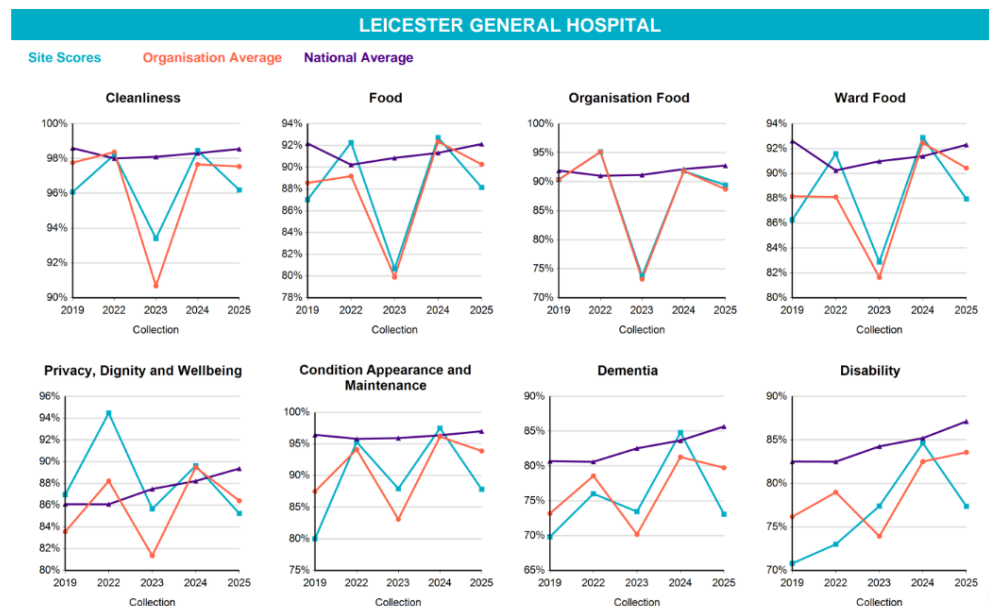 LEICESTER GENERAL HOSPITAL
Site Scores Organisation Average National Average
Cleanliness
100%
98%
96%
94%
92%
90%
2019 2022 2023 2024 2025
Collection
Food
94%
92%
90%
88%
86%
84%
82%
80%
78%
2019 2022 2023 2024 2025
Collection
Organisation Food
100%
95%
90%
85%
80%
75%
70%
2019 2022 2023 2024 2025
Collection
Ward Food
94%
92%
90%
88%
86%
84%
82%
80%
2019 2022 2023 2024 2025
Collection
Privacy, Dignity and Wellbeing
96%
94%
92%
90%
88%
86%
84%
82%
80%
2019 2022 2023 2024 2025
Collection
Condition Appearance and
Maintenance
100%
95%
90%
85%
80%
75%
2019 2022 2023 2024 2025
Collection
Dementia
90%
85%
80%
75%
70%
65%
2019 2022 2023 2024 2025
Collection
Disability
90%
85%
80%
75%
70%
2019 2022 2023 2024 2025
Collection